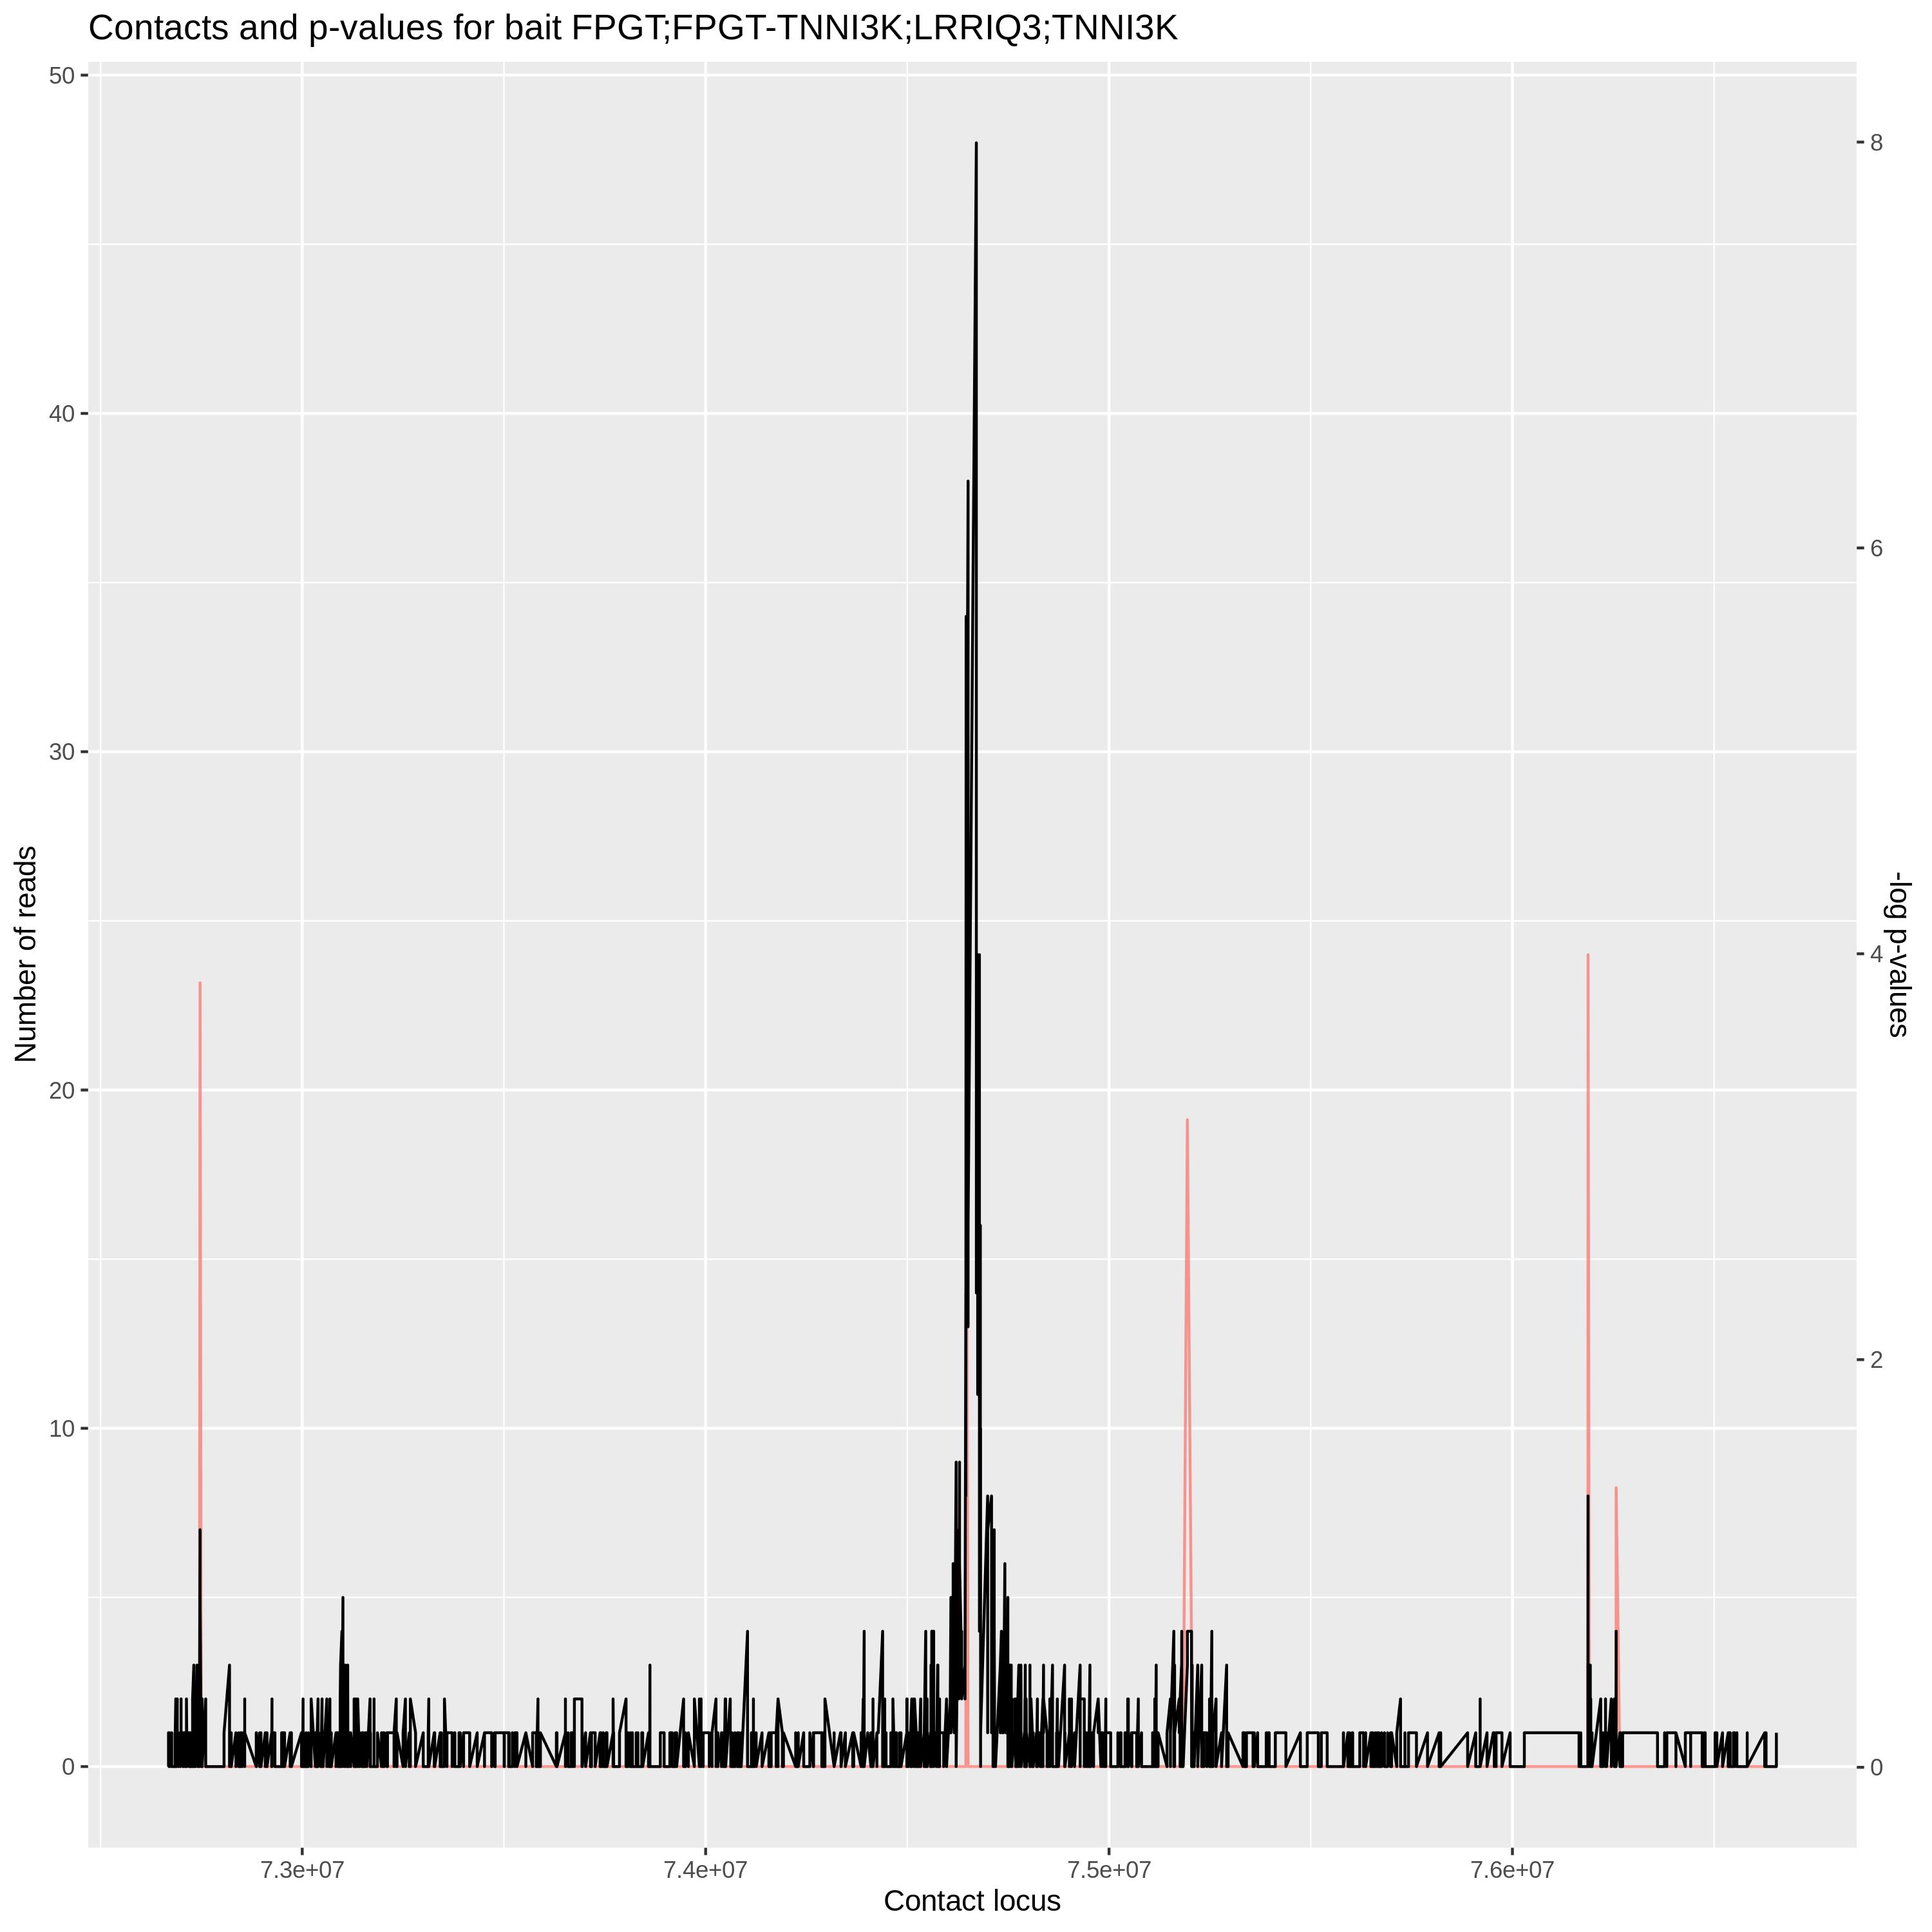 Contacts and p-values for bait FPGT;FPGT-TNNI3K;LRRIQ3;TNNI3K
50
40
30
20
10
0
Number of reads
8
6
4
2
0
-log p-values
7.3e+07 7.4e+07 7.5e+07 7.6e+07
Contact locus